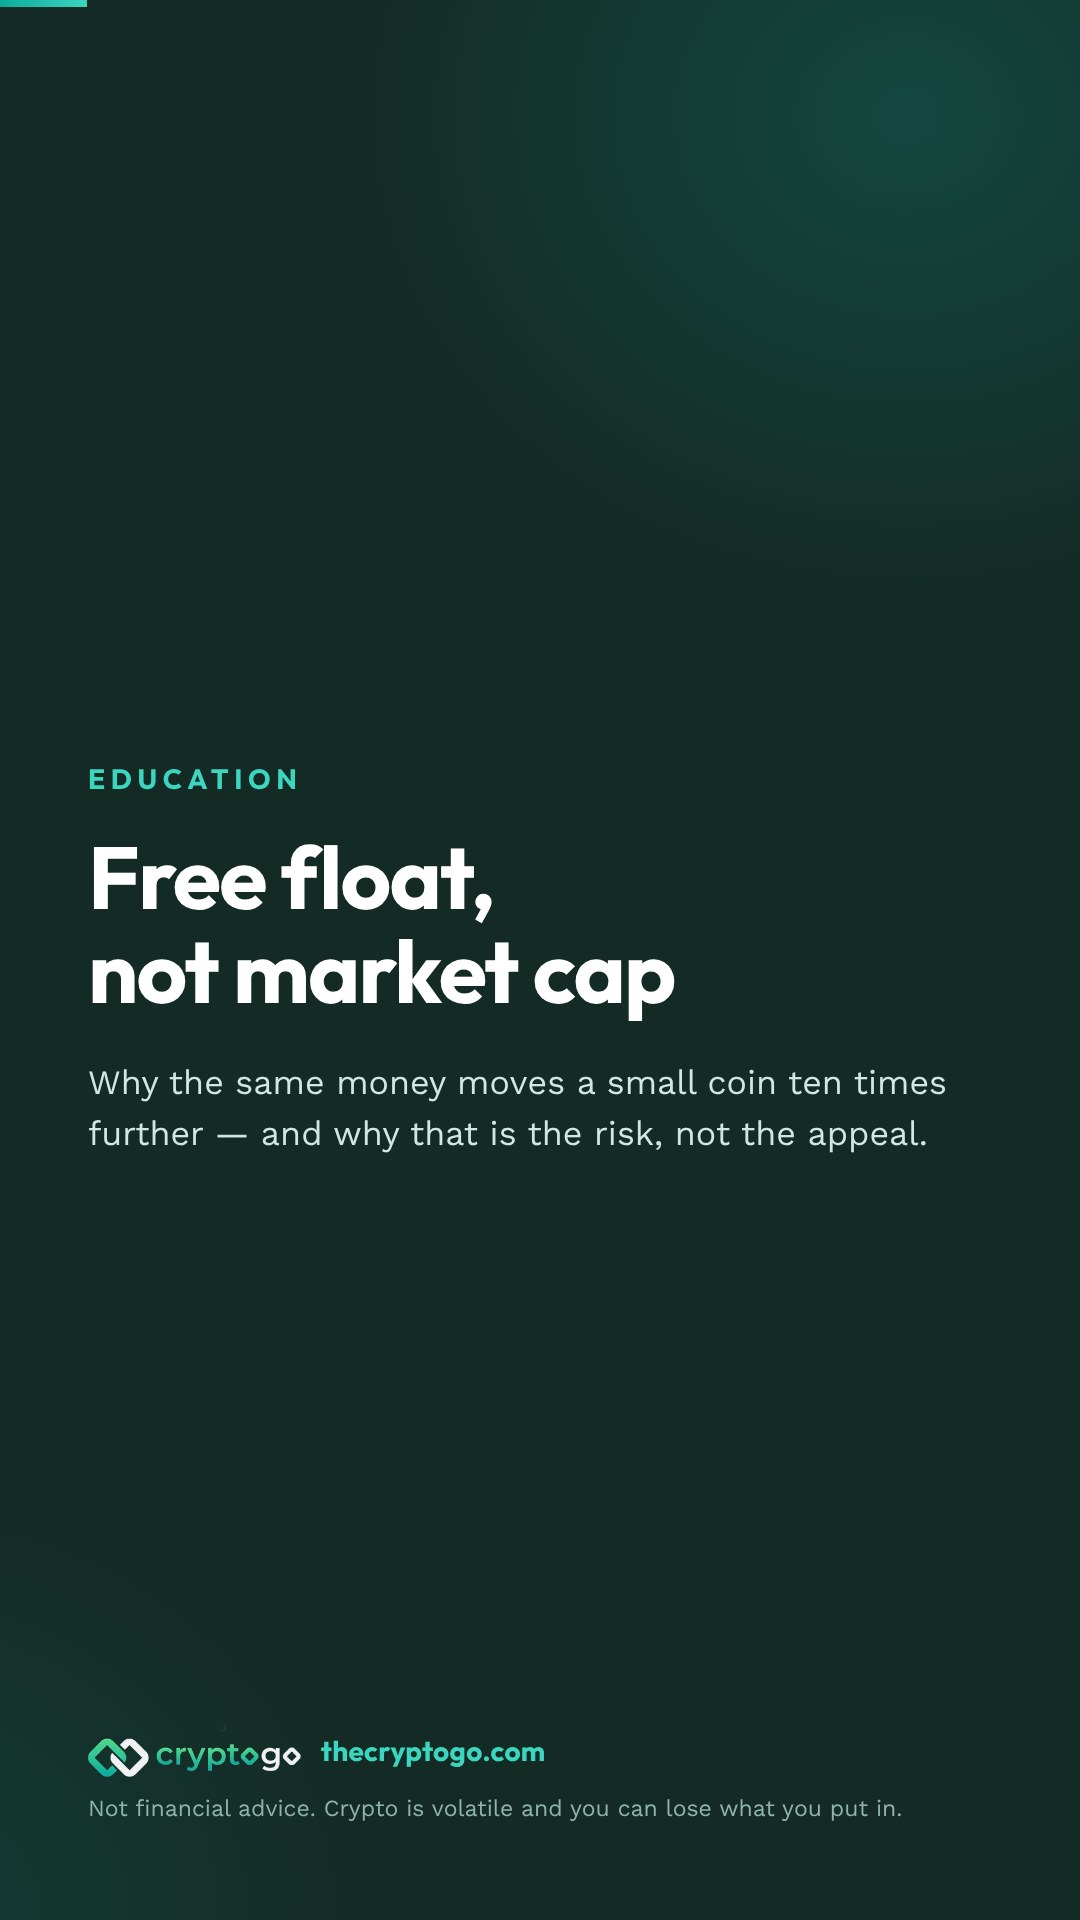 EDUCATION
Free float,
not market cap
Why the same money moves a small coin ten times
further — and why that is the risk, not the appeal.
cryptogo thecryptogo.com
Not financial advice. Crypto is volatile and you can lose what you put in.